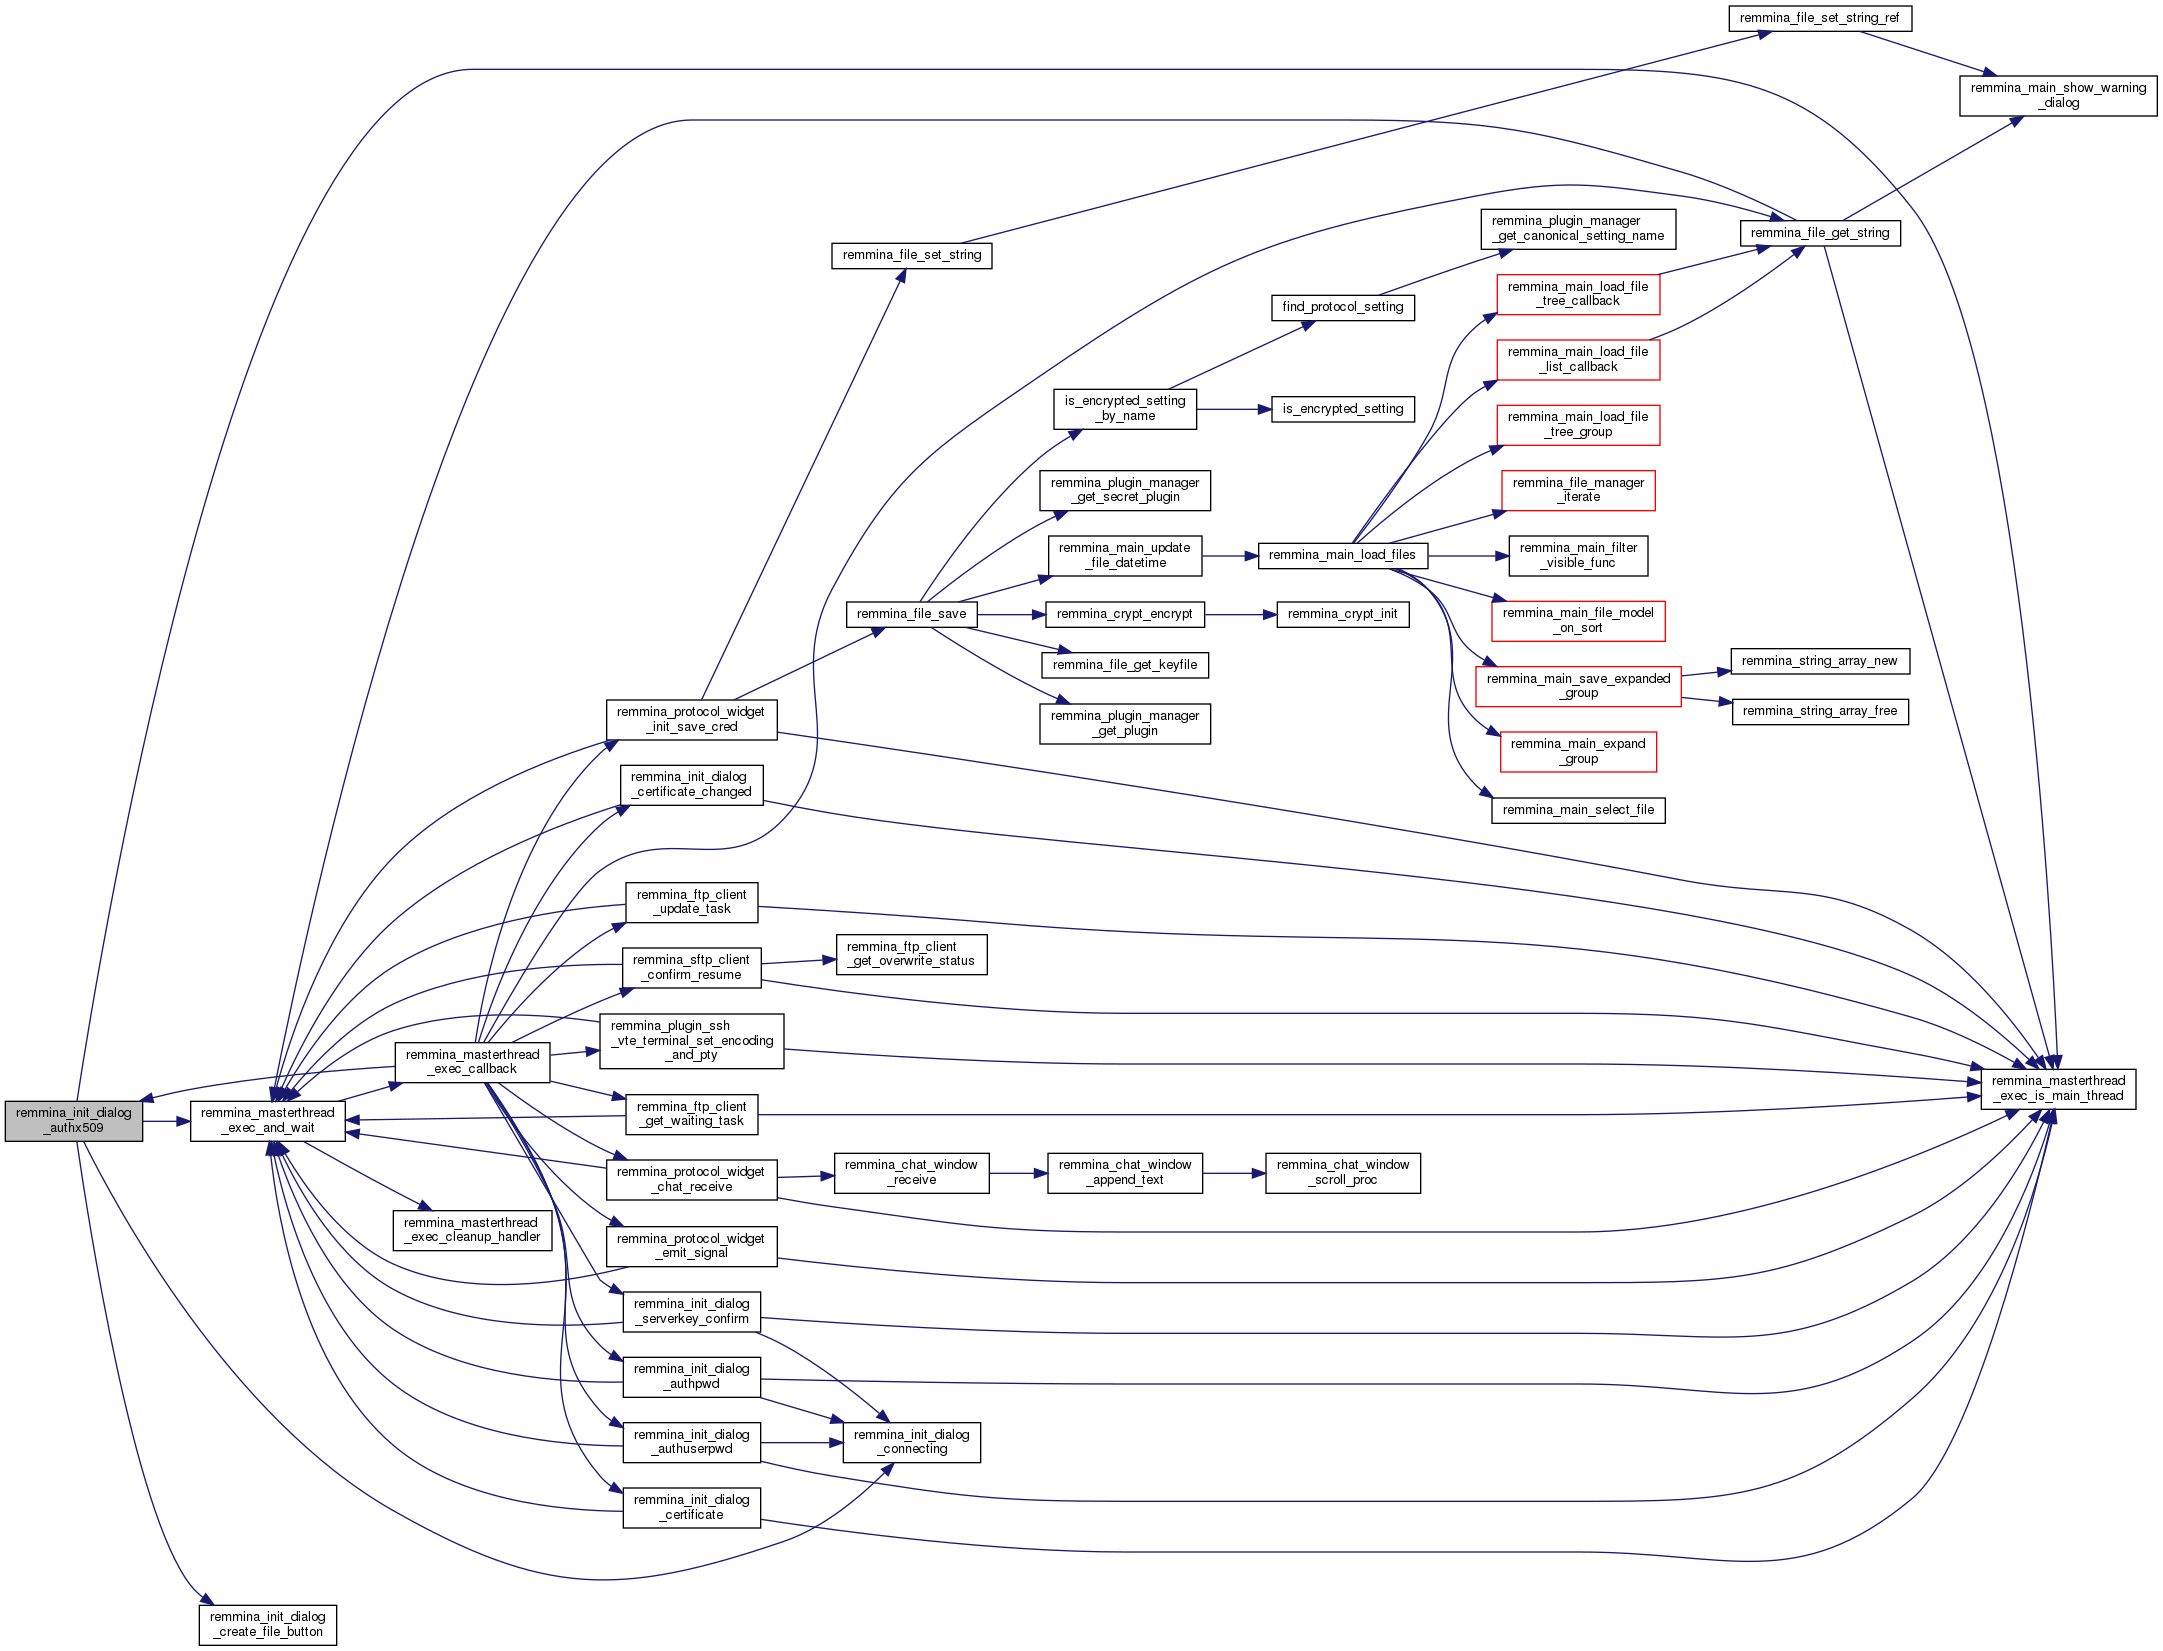 remmina_file_set_string_ref
remmina_main_show_warning
_dialog
remmina_plugin_manager
_get_canonical_setting_name
remmina_file_get_string
remmina_file_set_string
remmina_main_load_file
_tree_callback
find_protocol_setting
remmina_main_load_file
_list_callback
is_encrypted_setting
_by_name
is_encrypted_setting
remmina_main_load_file
_tree_group
remmina_plugin_manager
_get_secret_plugin
remmina_file_manager
_iterate
remmina_main_update
_file_datetime
remmina_main_load_files
remmina_main_filter
_visible_func
remmina_file_save
remmina_crypt_encrypt
remmina_crypt_init
remmina_main_file_model
_on_sort
remmina_file_get_keyfile
remmina_main_save_expanded
_group
remmina_string_array_new
remmina_string_array_free
remmina_protocol_widget
_init_save_cred
remmina_plugin_manager
_get_plugin
remmina_main_expand
_group
remmina_init_dialog
_certificate_changed
remmina_main_select_file
remmina_ftp_client
_update_task
remmina_sftp_client
_confirm_resume
remmina_ftp_client
_get_overwrite_status
remmina_plugin_ssh
_vte_terminal_set_encoding
_and_pty
remmina_masterthread
_exec_callback
remmina_masterthread
_exec_is_main_thread
remmina_init_dialog
_authx509
remmina_masterthread
_exec_and_wait
remmina_ftp_client
_get_waiting_task
remmina_protocol_widget
_chat_receive
remmina_chat_window
_receive
remmina_chat_window
_append_text
remmina_chat_window
_scroll_proc
remmina_masterthread
_exec_cleanup_handler
remmina_protocol_widget
_emit_signal
remmina_init_dialog
_serverkey_confirm
remmina_init_dialog
_authpwd
remmina_init_dialog
_authuserpwd
remmina_init_dialog
_connecting
remmina_init_dialog
_certificate
remmina_init_dialog
_create_file_button